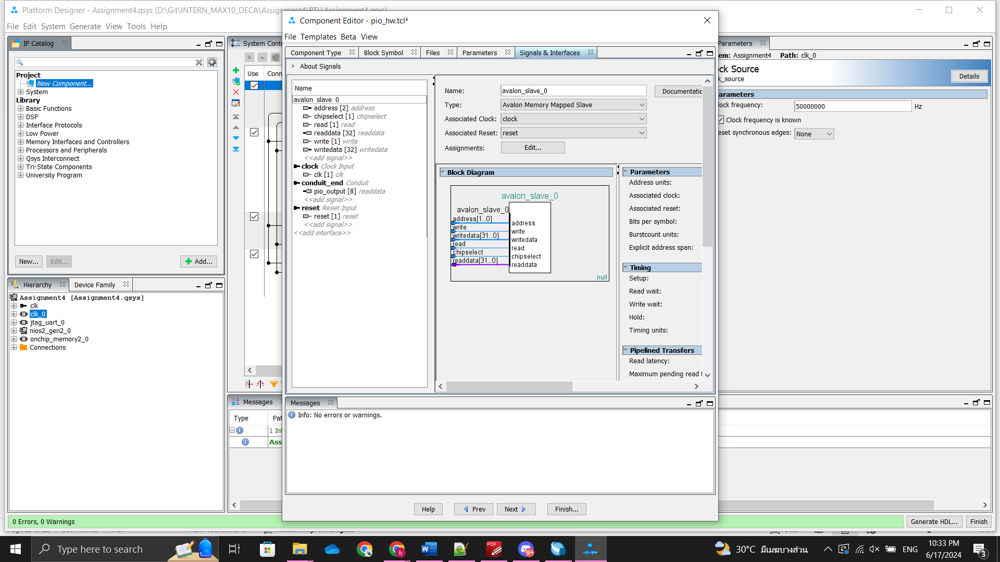 Platform Designer - Assignment4.qsys (D:\Git\INTERN_MAX10_DECA\Assignment4\RTL\Assignment4.qsys)
File Edit System Generate View Tools Help
IP Catalog
Project
New Component...
System
Library
Basic Functions
DSP
Interface Protocols
Low Power
Memory Interfaces and Controllers
Processors and Peripherals
Qsys Interconnect
Tri-State Components
University Program
New... Edit... Add...
Hierarchy Device Family
Assignment4 [Assignment4.qsys]
clk
clk_0
jtag_uart_0
nios2_gen2_0
onchip_memory2_0
Connections
System Conte
Use Conn
Messages
Type Pat
1 Inf
Ass
Component Editor - pio_hw.tcl*
File Templates Beta View
Component Type Block Symbol Files Parameters Signals & Interfaces
About Signals
Name
avalon_slave_0
address [2] address
chipselect [1] chipselect
read [1] read
readdata [32] readdata
write [1] write
writedata [32] writedata
<<add signal>>
clock Clock Input
clk [1] clk
conduit_end Conduit
pio_output [8] readdata
<<add signal>>
reset Reset Input
reset [1] reset
<<add signal>>
<<add interface>>
Name: avalon_slave_0 Documentatio
Type: Avalon Memory Mapped Slave
Associated Clock: clock
Associated Reset: reset
Assignments: Edit...
Block Diagram
avalon_slave_0
avalon_slave_0
address[1..0] address
write write
writedata[31..0] writedata
read read
chipselect chipselect
readdata[31..0] readdata
null
Parameters
Address units:
Associated clock:
Associated reset:
Bits per symbol:
Burstcount units:
Explicit address span:
Timing
Setup:
Read wait:
Write wait:
Hold:
Timing units:
Pipelined Transfers
Read latency:
Maximum pending read t
Messages
Info: No errors or warnings.
Help Prev Next Finish...
Parameters
em: Assignment4 Path: clk_0
ck Source
k_source
Details
arameters
ock frequency: 50000000 Hz
Clock frequency is known
eset synchronous edges: None
0 Errors, 0 Warnings
Generate HDL... Finish
Type here to search
PDF
9+
30°C มีเมฆบางส่วน
ENG
10:33 PM
6/17/2024
3